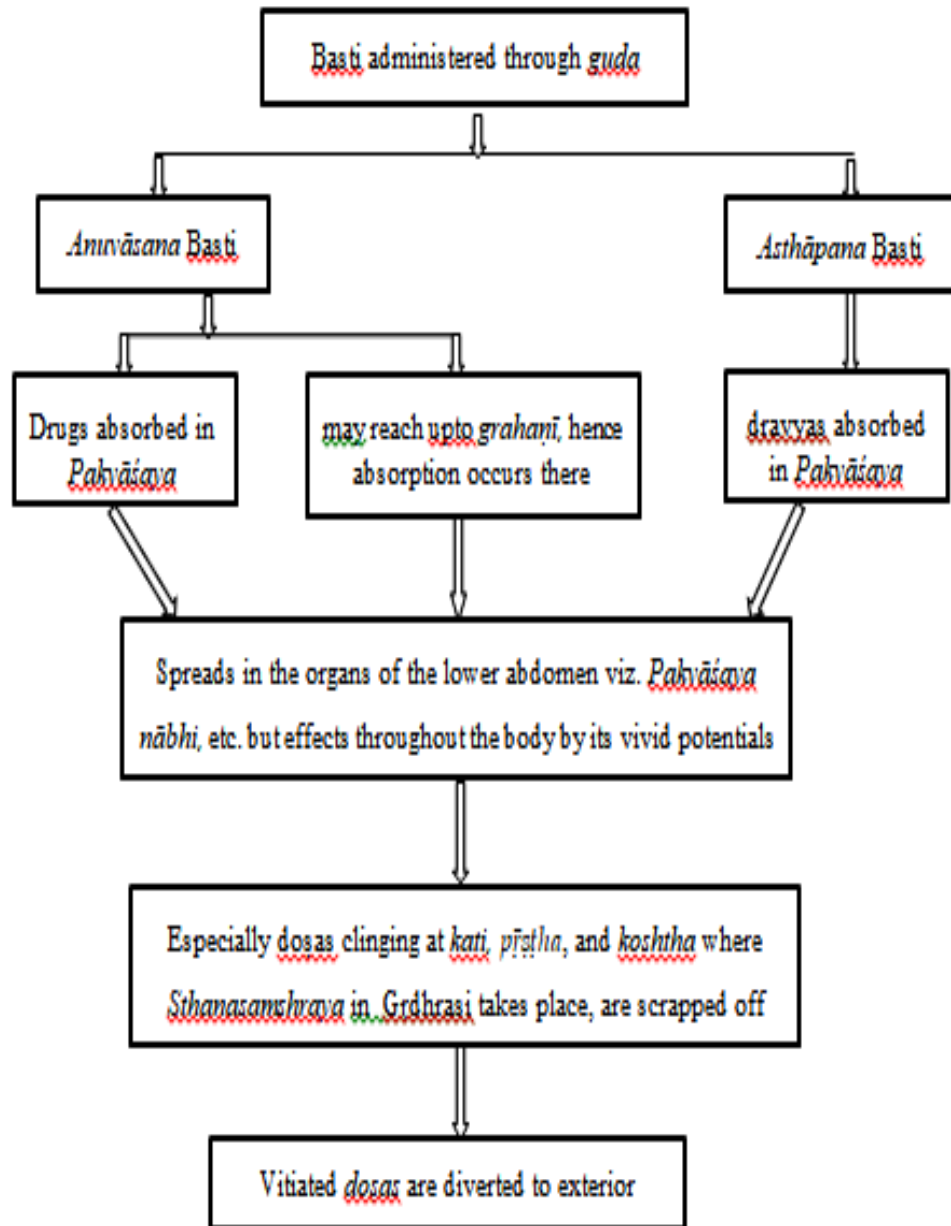 Basti administered through guda
Anuvāsana Basti
Asthāpana Basti
Drugs absorbed in
Pakvāśaya
may reach upto grahaṇī, hence
absorption occurs there
dravyas absorbed
in Pakvāśaya
Spreads in the organs of the lower abdomen viz. Pakvāśaya
nābhi, etc. but effects throughout the body by its vivid potentials
Especially doṣas clinging at kati, pṛṣṭha, and koshtha where
Sthanasamshraya in Grdhrasi takes place, are scrapped off
Vitiated dosas are diverted to exterior